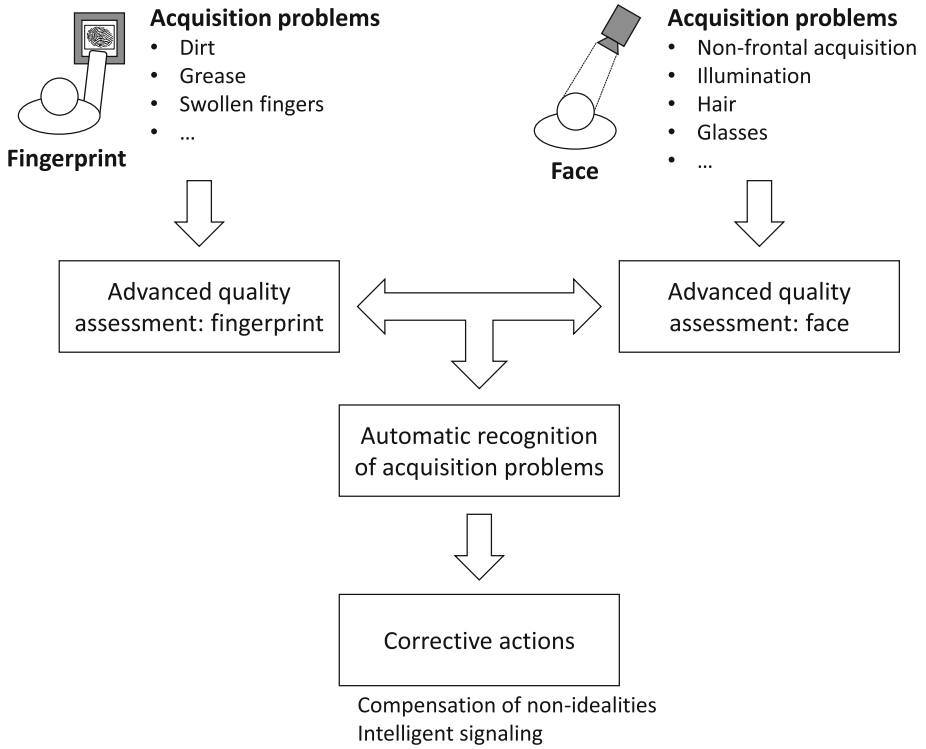 Acquisition problems
• Dirt
• Grease
• Swollen fingers
• ...
Fingerprint
Acquisition problems
• Non-frontal acquisition
• Illumination
• Hair
• Glasses
• ...
Face
Advanced quality
assessment: fingerprint
Advanced quality
assessment: face
Automatic recognition
of acquisition problems
Corrective actions
Compensation of non-idealities
Intelligent signaling